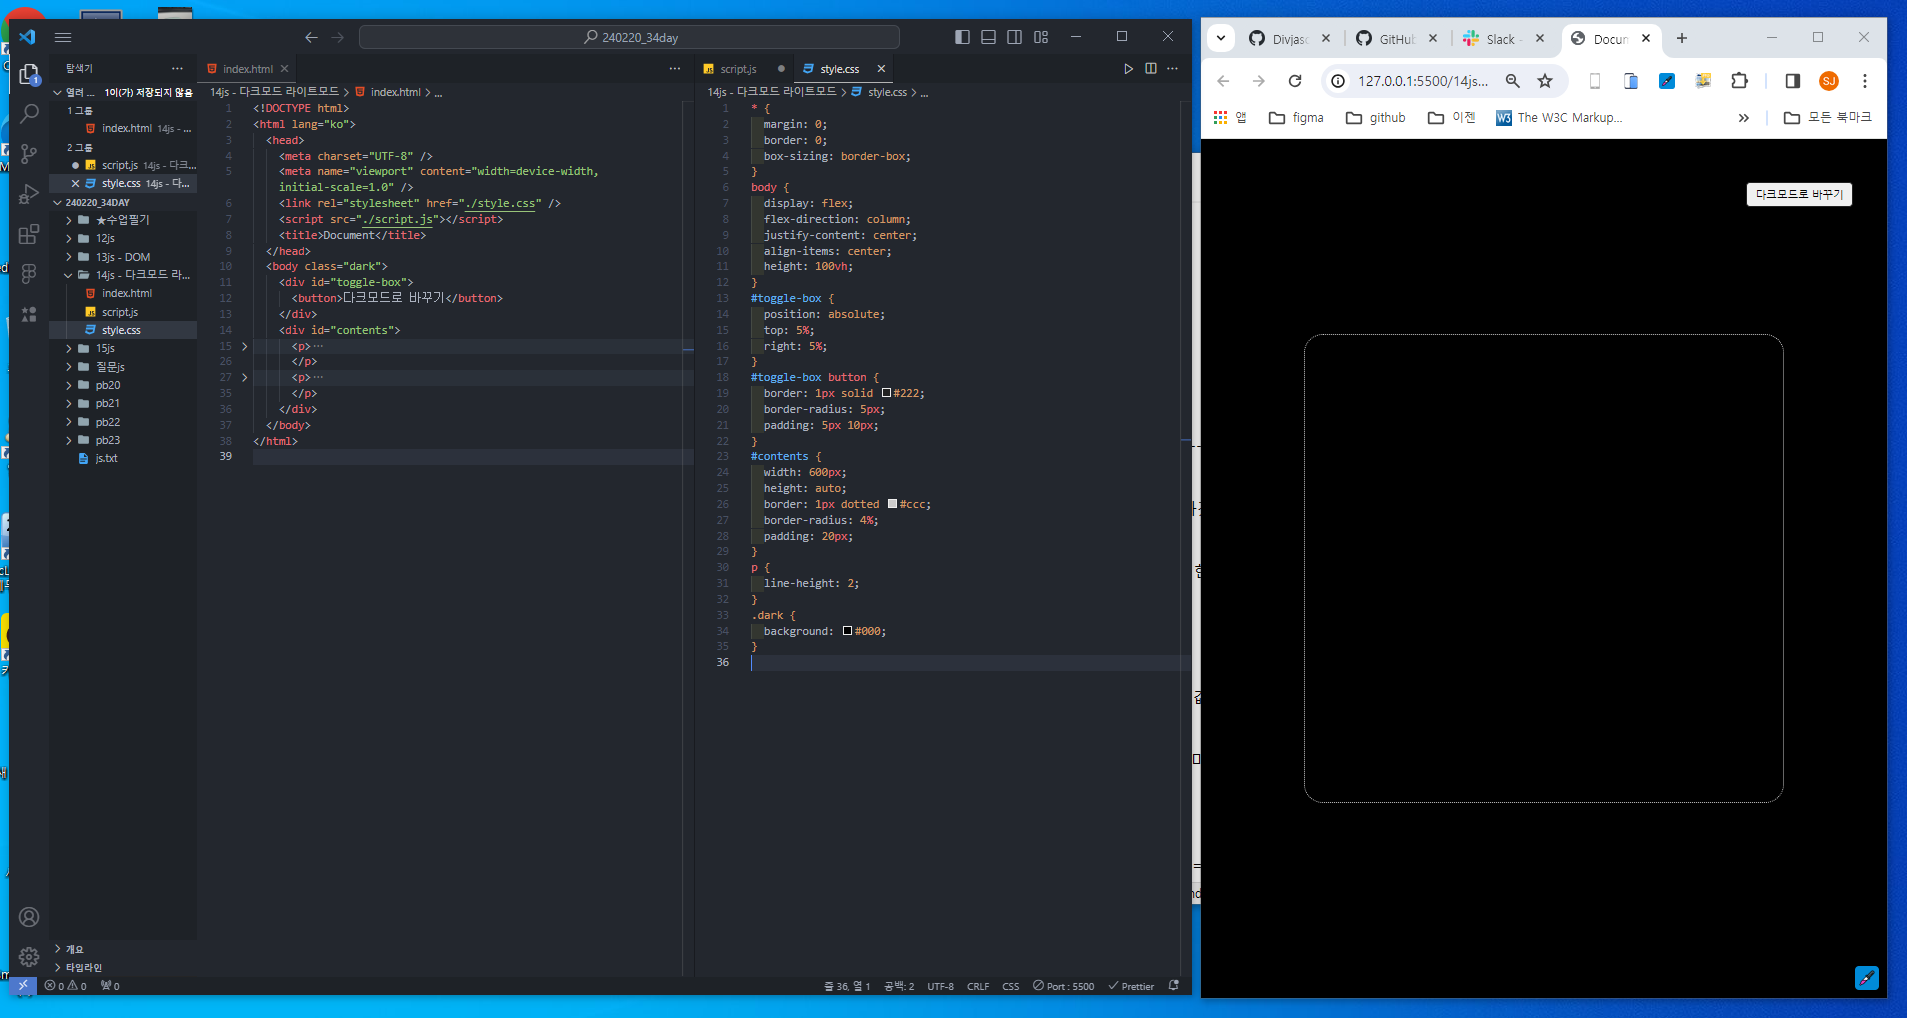 240220_34day
탐색기
열려 ... 1이(가) 저장되지 않음
1 그룹
index.html 14js - ...
2 그룹
script.js 14js - 다크...
style.css 14js - 다...
240220_34DAY
★수업필기
12js
13js - DOM
14js - 다크모드 라...
index.html
script.js
style.css
15js
질문js
pb20
pb21
pb22
pb23
js.txt
개요
타임라인
index.html
14js - 다크모드 라이트모드 > index.html > ...
1 <!DOCTYPE html>
2 <html lang="ko">
3 <head>
4 <meta charset="UTF-8" />
5 <meta name="viewport" content="width=device-width,
initial-scale=1.0" />
6 <link rel="stylesheet" href="./style.css" />
7 <script src="./script.js"></script>
8 <title>Document</title>
9 </head>
10 <body class="dark">
11 <div id="toggle-box">
12 <button>다크모드로 바꾸기</button>
13 </div>
14 <div id="contents">
15 <p>...
26 </p>
27 <p>...
35 </p>
36 </div>
37 </body>
38 </html>
39
script.js style.css
14js - 다크모드 라이트모드 > style.css > ...
1 * {
2 margin: 0;
3 border: 0;
4 box-sizing: border-box;
5 }
6 body {
7 display: flex;
8 flex-direction: column;
9 justify-content: center;
10 align-items: center;
11 height: 100vh;
12 }
13 #toggle-box {
14 position: absolute;
15 top: 5%;
16 right: 5%;
17 }
18 #toggle-box button {
19 border: 1px solid #222;
20 border-radius: 5px;
21 padding: 5px 10px;
22 }
23 #contents {
24 width: 600px;
25 height: auto;
26 border: 1px dotted #ccc;
27 border-radius: 4%;
28 padding: 20px;
29 }
30 p {
31 line-height: 2;
32 }
33 .dark {
34 background: #000;
35 }
36
0 0 0
줄 36, 열 1 공백: 2 UTF-8 CRLF CSS Port : 5500 Prettier
Divjasc GitHub Slack - Docum
127.0.0.1:5500/14js... SJ
앱 figma github 이젠 W3 The W3C Markup... » 모든 북마크
다크모드로 바꾸기